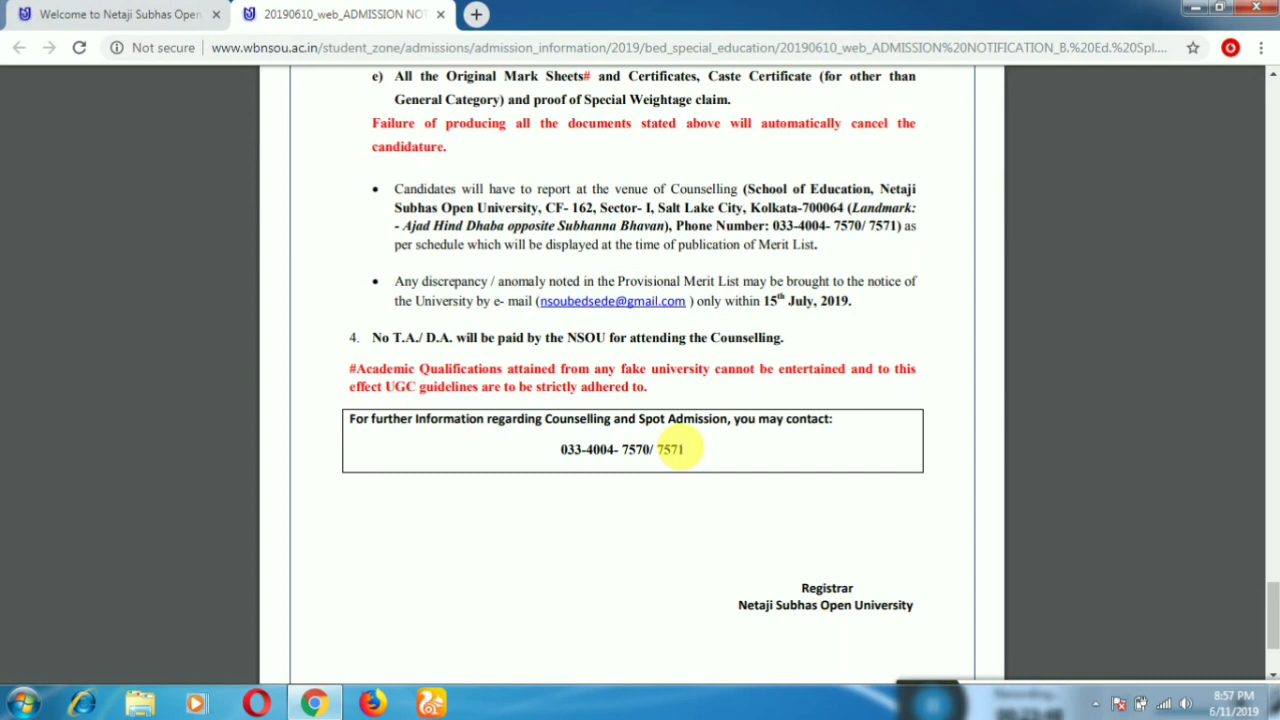 Welcome to Netaji Subhas Open
20190610_web_ADMISSION NOT
Not secure
www.wbnsou.ac.in/student_zone/admissions/admission_information/2019/bed_special_education/20190610_web_ADMISSION%20NOTIFICATION_B.%20Ed.%20Spl....
e) All the Original Mark Sheets# and Certificates, Caste Certificate (for other than
General Category) and proof of Special Weightage claim.
Failure of producing all the documents stated above will automatically cancel the
candidature.
• Candidates will have to report at the venue of Counselling (School of Education, Netaji
Subhas Open University, CF- 162, Sector- I, Salt Lake City, Kolkata-700064 (Landmark:
- Ajad Hind Dhaba opposite Subhanna Bhavan), Phone Number: 033-4004- 7570/ 7571) as
per schedule which will be displayed at the time of publication of Merit List.
• Any discrepancy / anomaly noted in the Provisional Merit List may be brought to the notice of
the University by e- mail (nsoubedsede@gmail.com ) only within 15th July, 2019.
4. No T.A./ D.A. will be paid by the NSOU for attending the Counselling.
#Academic Qualifications attained from any fake university cannot be entertained and to this
effect UGC guidelines are to be strictly adhered to.
For further Information regarding Counselling and Spot Admission, you may contact:
033-4004- 7570/ 7571
Registrar
Netaji Subhas Open University
Recording...
00:23:48
8:57 PM
6/11/2019